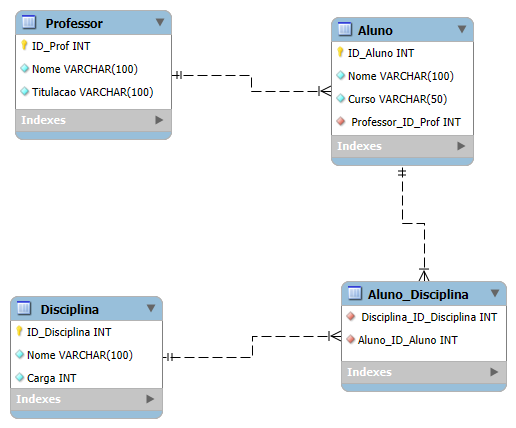 Professor
ID_Prof INT
Nome VARCHAR(100)
Titulacao VARCHAR(100)
Indexes
Aluno
ID_Aluno INT
Nome VARCHAR(100)
Curso VARCHAR(50)
Professor_ID_Prof INT
Indexes
Disciplina
ID_Disciplina INT
Nome VARCHAR(100)
Carga INT
Indexes
Aluno_Disciplina
Disciplina_ID_Disciplina INT
Aluno_ID_Aluno INT
Indexes